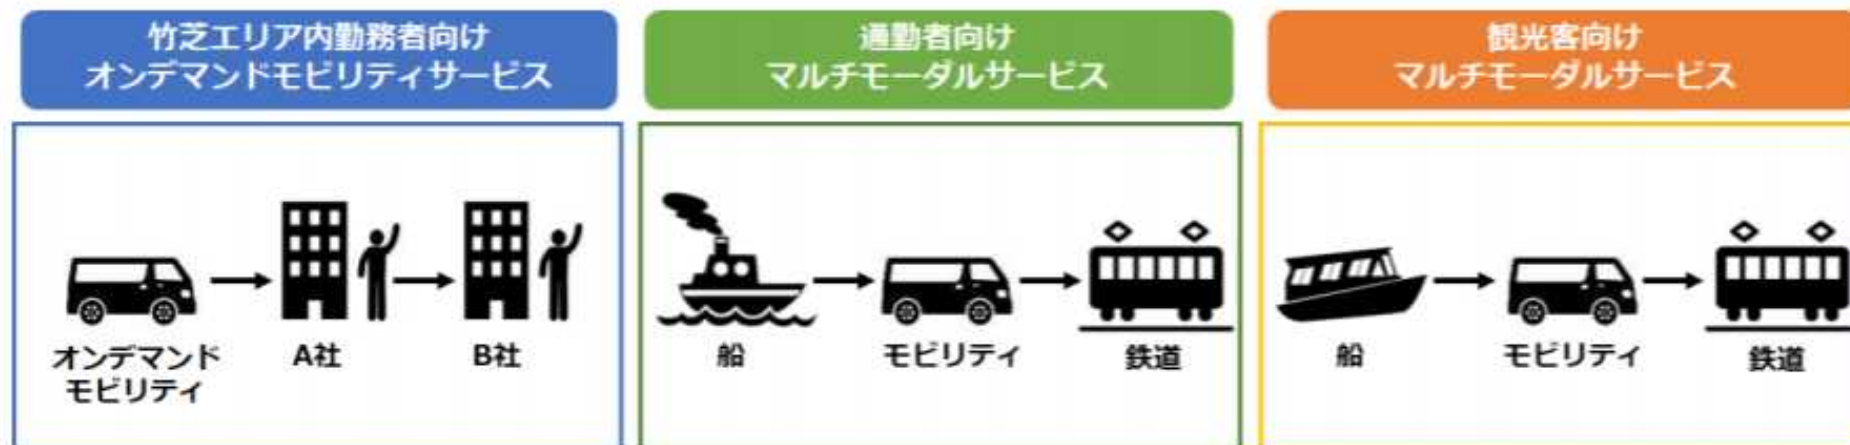 竹芝エリア内勤務者向け
オンデマンドモビリティサービス
オンデマンド
モビリティ
A社
B社
通勤者向け
マルチモーダルサービス
船
モビリティ
鉄道
観光客向け
マルチモーダルサービス
船
モビリティ
鉄道